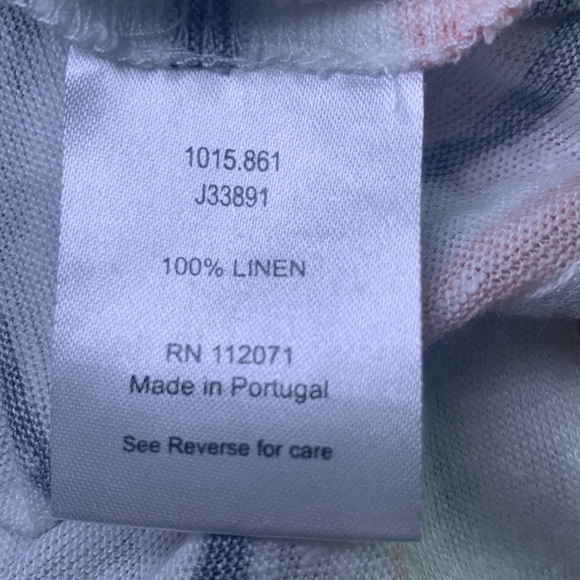 1015.861
J33891
100% LINEN
RN 112071
Made in Portugal
See Reverse for care